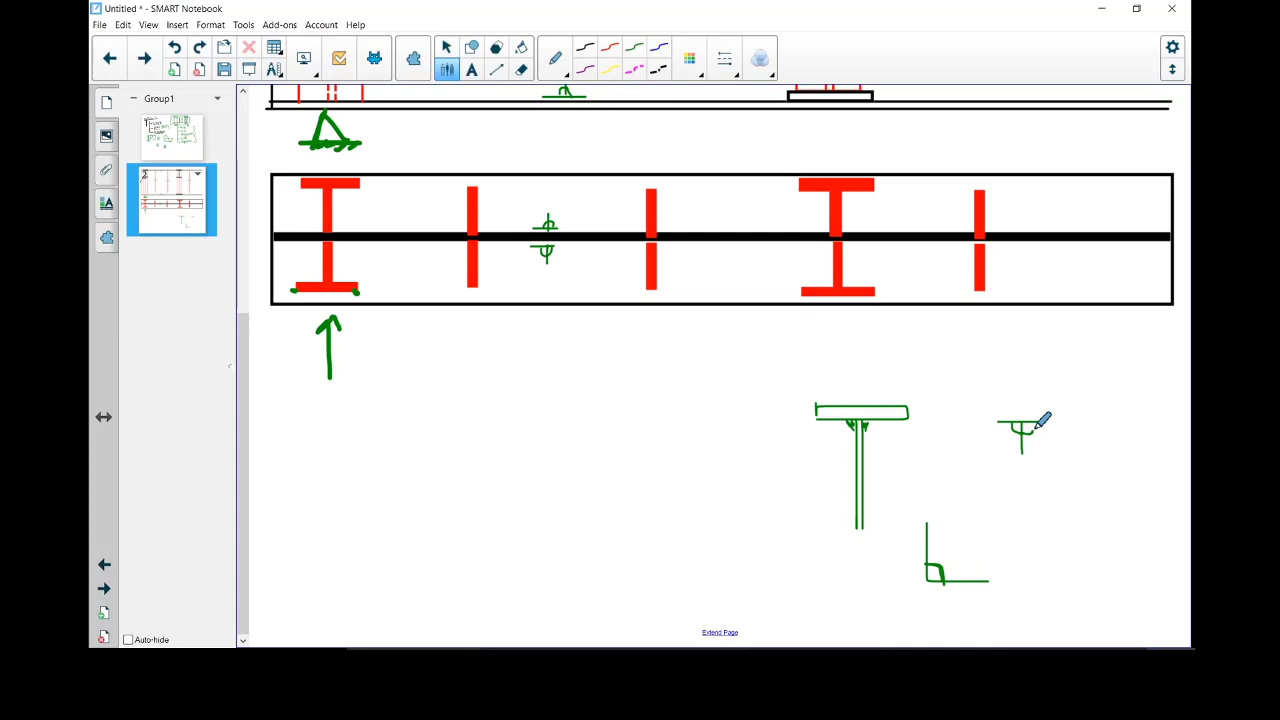 Untitled * - SMART Notebook
File Edit View Insert Format Tools Add-ons Account Help
Group1
Auto-hide
Extend Page